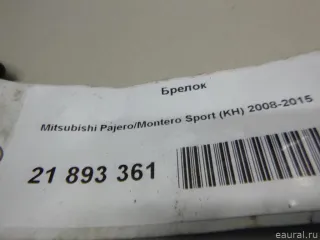 Брелок
Mitsubishi Pajero/Montero Sport (KH) 2008-2015
21 893 361
© eaural.ru